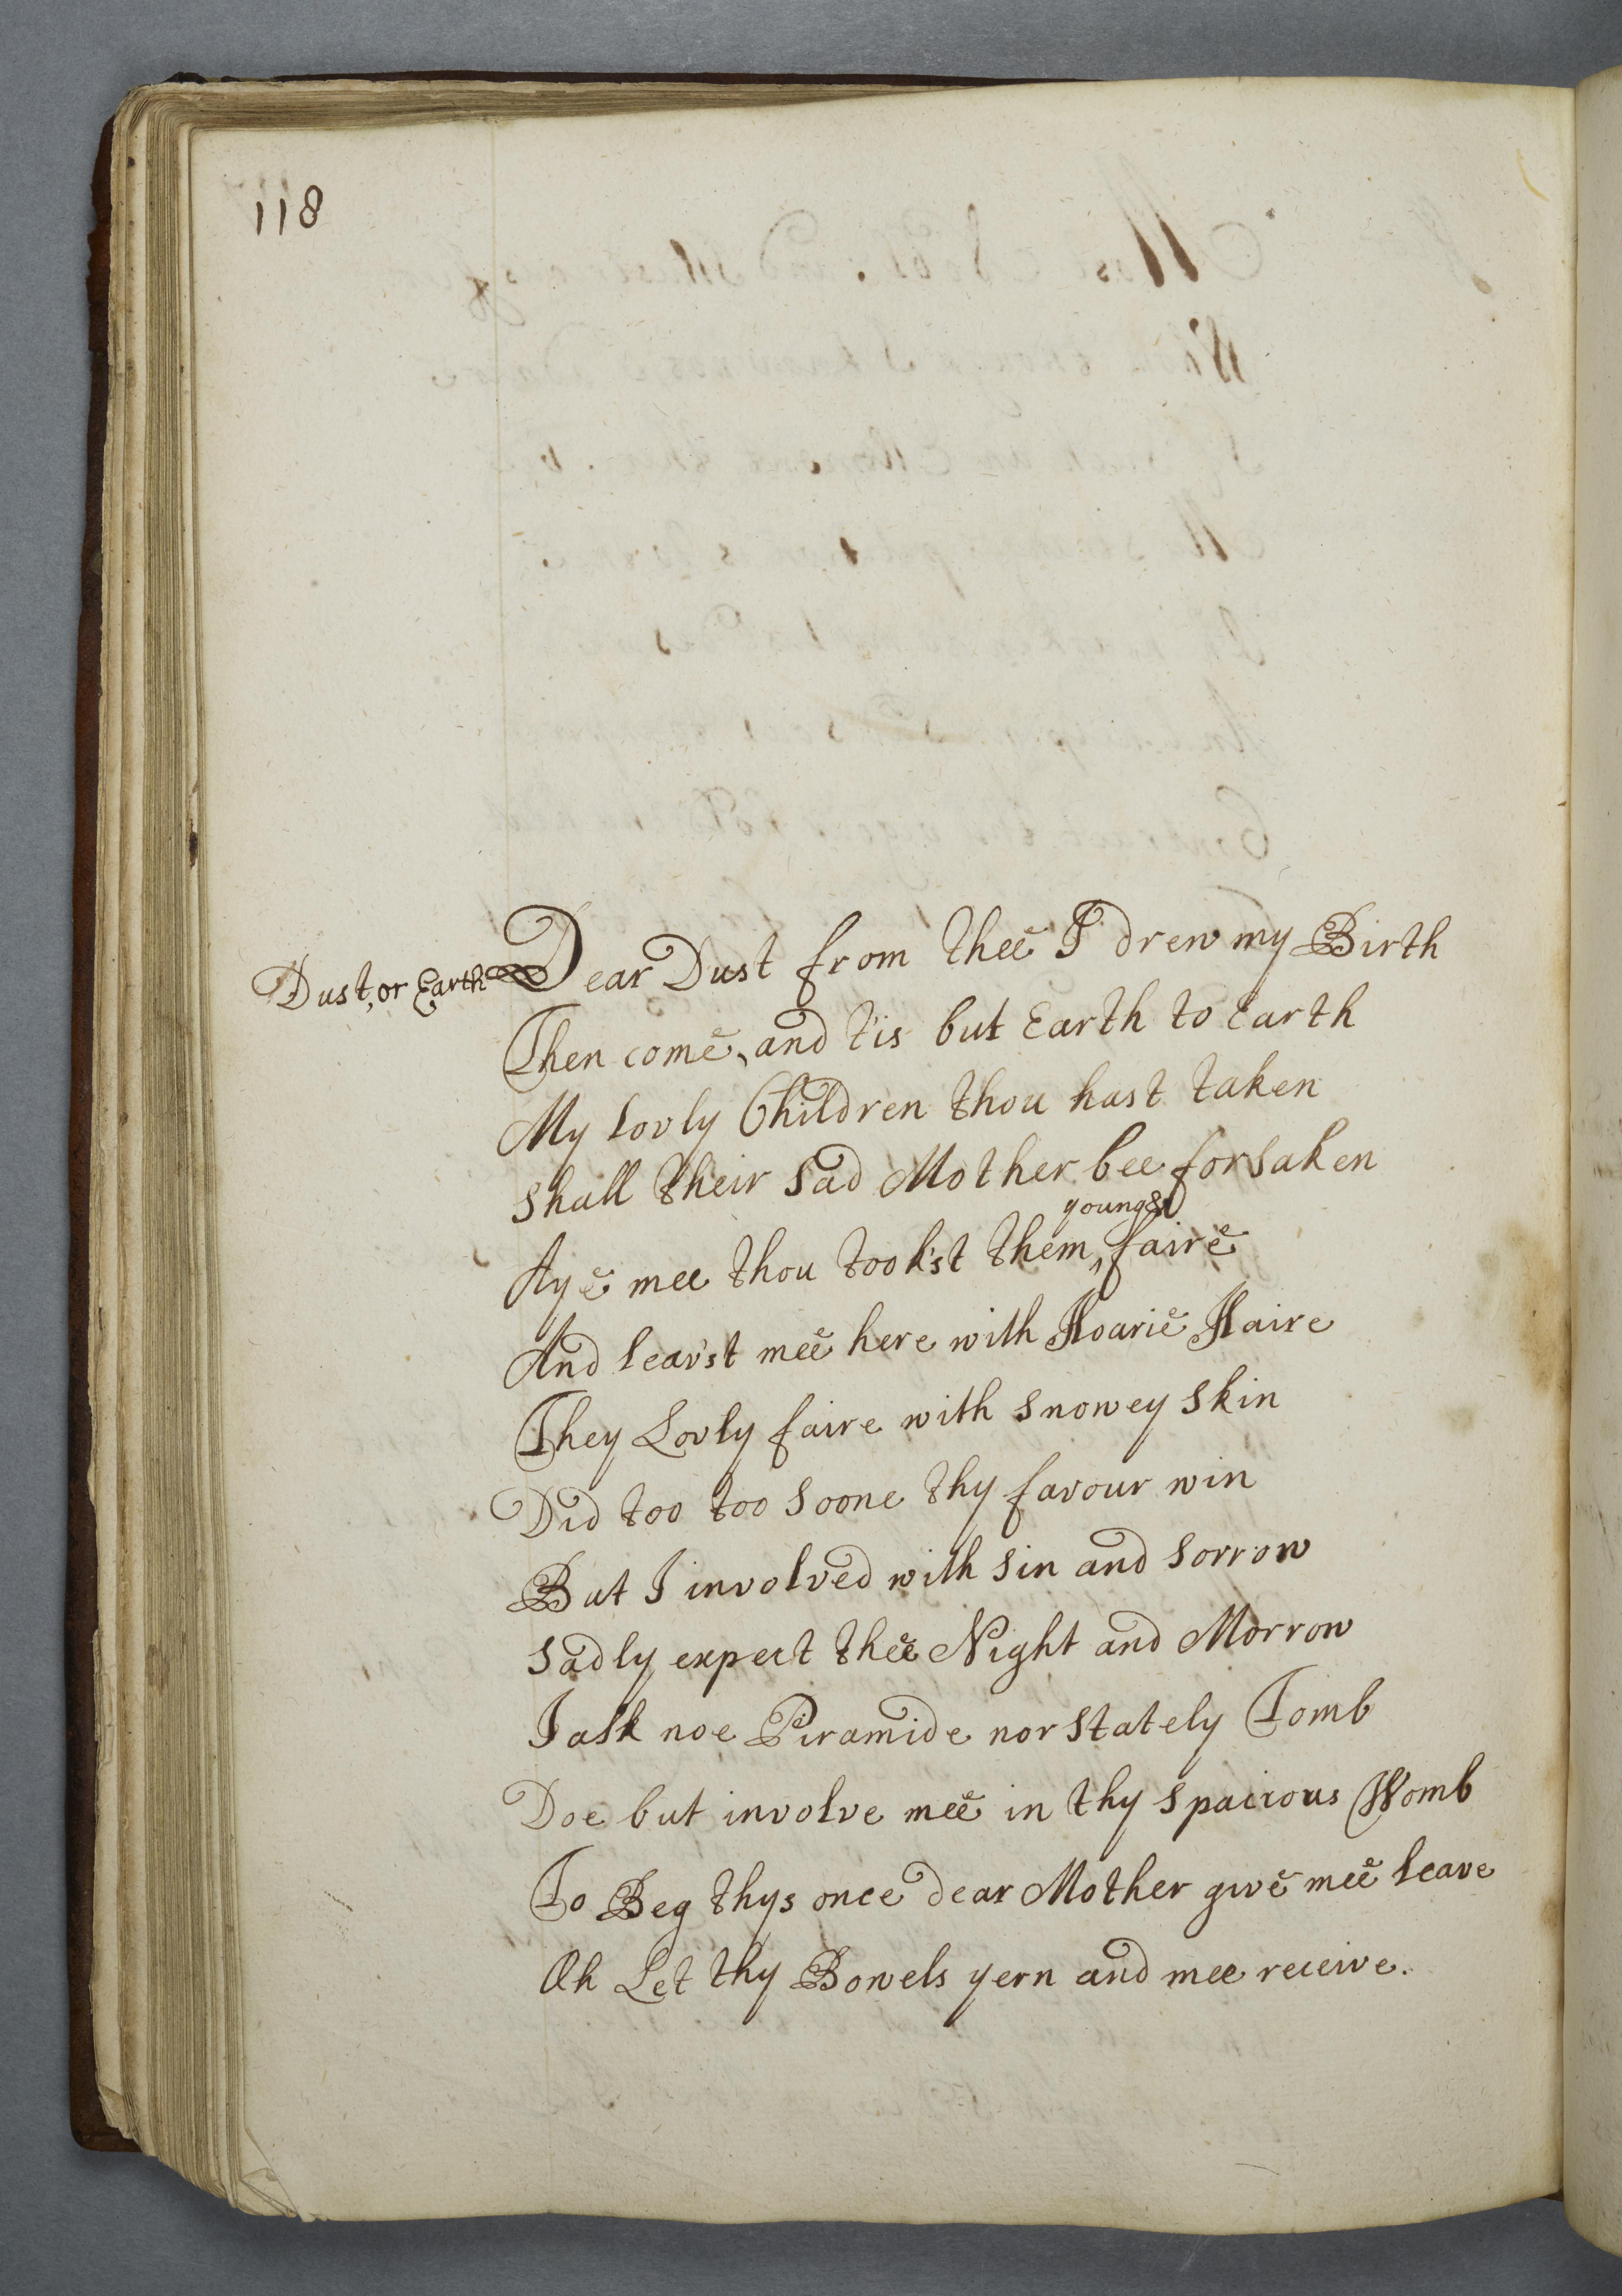 118
Dust, or Earth
Dear Dust from thee I drew my Birth
Then come, and t'is but Earth to Earth
My Lovly Children thou hast taken
Shall their Sad Mother bee forsaken
Aye mee thou took'st them ^young& faire
And leav'st mee here with Hoarie Haire
They Lovly faire with Snowey Skin
Did too too Soone thy favour win
But I involved with Sin and Sorrow
Sadly expect thee Night and Morrow
I ask noe Piramide nor Stately Tomb
Doe but involve mee in thy Spacious Womb
To Beg thys once dear Mother give mee leave
Oh Let thy Bowels yern and mee receive.